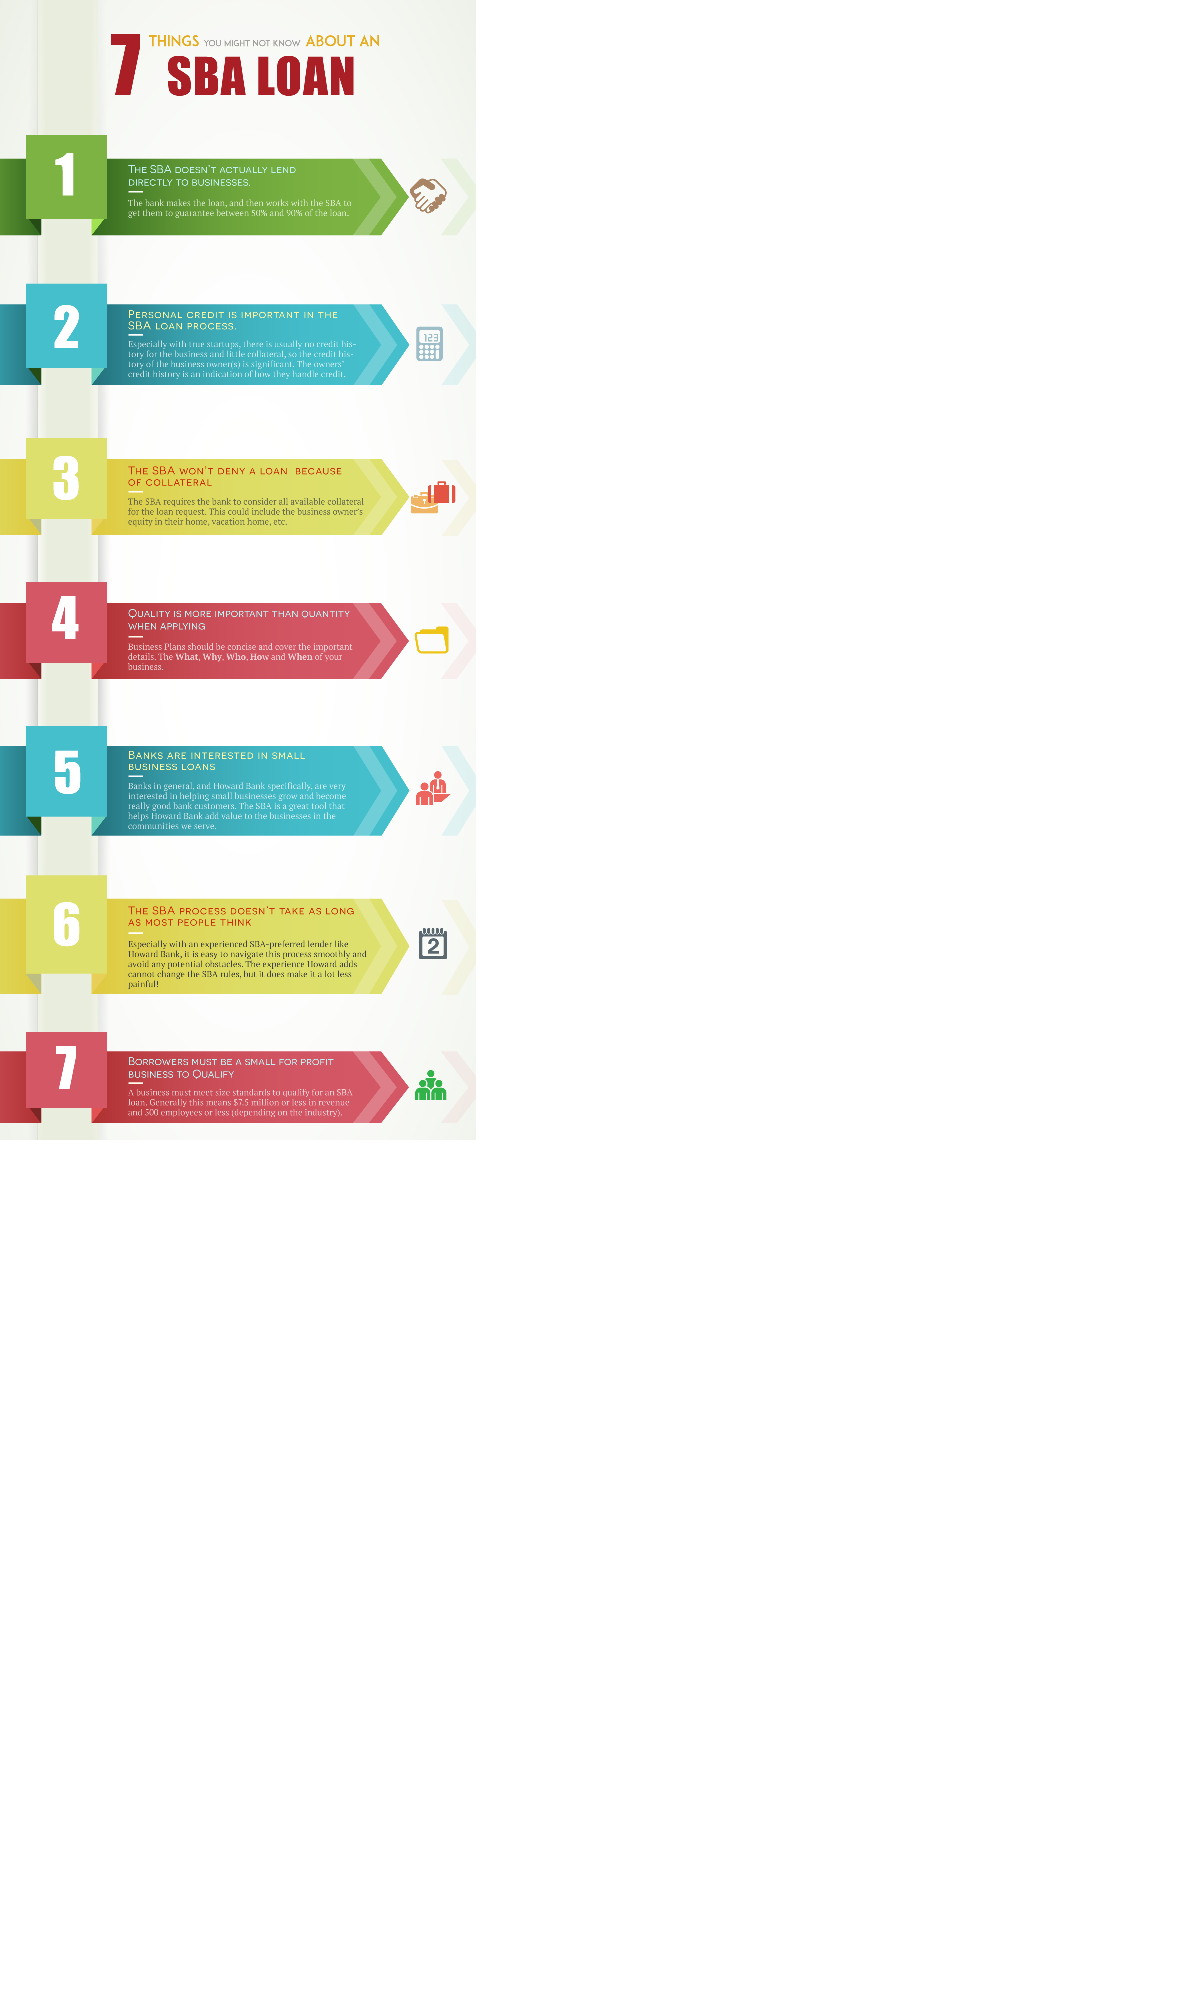 7 THINGS YOU MIGHT NOT KNOW ABOUT AN
SBA LOAN
1
THE SBA DOESN'T ACTUALLY LEND
DIRECTLY TO BUSINESSES.
The bank makes the loan, and then works with the SBA to
get them to guarantee between 50% and 90% of the loan.
2
PERSONAL CREDIT IS IMPORTANT IN THE
SBA LOAN PROCESS.
Especially with true startups, there is usually no credit his-
tory for the business and little collateral, so the credit his-
tory of the business owner(s) is significant. The owners'
credit history is an indication of how they handle credit.
123
3
THE SBA WON'T DENY A LOAN BECAUSE
OF COLLATERAL
The SBA requires the bank to consider all available collateral
for the loan request. This could include the business owner's
equity in their home, vacation home, etc.
4
QUALITY IS MORE IMPORTANT THAN QUANTITY
WHEN APPLYING
Business Plans should be concise and cover the important
details. The What, Why, Who, How and When of your
business.
5
BANKS ARE INTERESTED IN SMALL
BUSINESS LOANS
Banks in general, and Howard Bank specifically, are very
interested in helping small businesses grow and become
really good bank customers. The SBA is a great tool that
helps Howard Bank add value to the businesses in the
communities we serve.
6
THE SBA PROCESS DOESN'T TAKE AS LONG
AS MOST PEOPLE THINK
Especially with an experienced SBA-preferred lender like
Howard Bank, it is easy to navigate this process smoothly and
avoid any potential obstacles. The experience Howard adds
cannot change the SBA rules, but it does make it a lot less
painful!
2
7
BORROWERS MUST BE A SMALL FOR PROFIT
BUSINESS TO QUALIFY
A business must meet size standards to qualify for an SBA
loan. Generally this means $7.5 million or less in revenue
and 500 employees or less (depending on the industry).